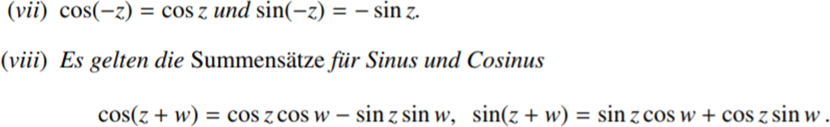 (vii) cos(−z) = cos z und sin(−z) = − sin z.
(viii) Es gelten die Summensätze für Sinus und Cosinus
cos(z + w) = cos z cos w − sin z sin w, sin(z + w) = sin z cos w + cos z sin w .